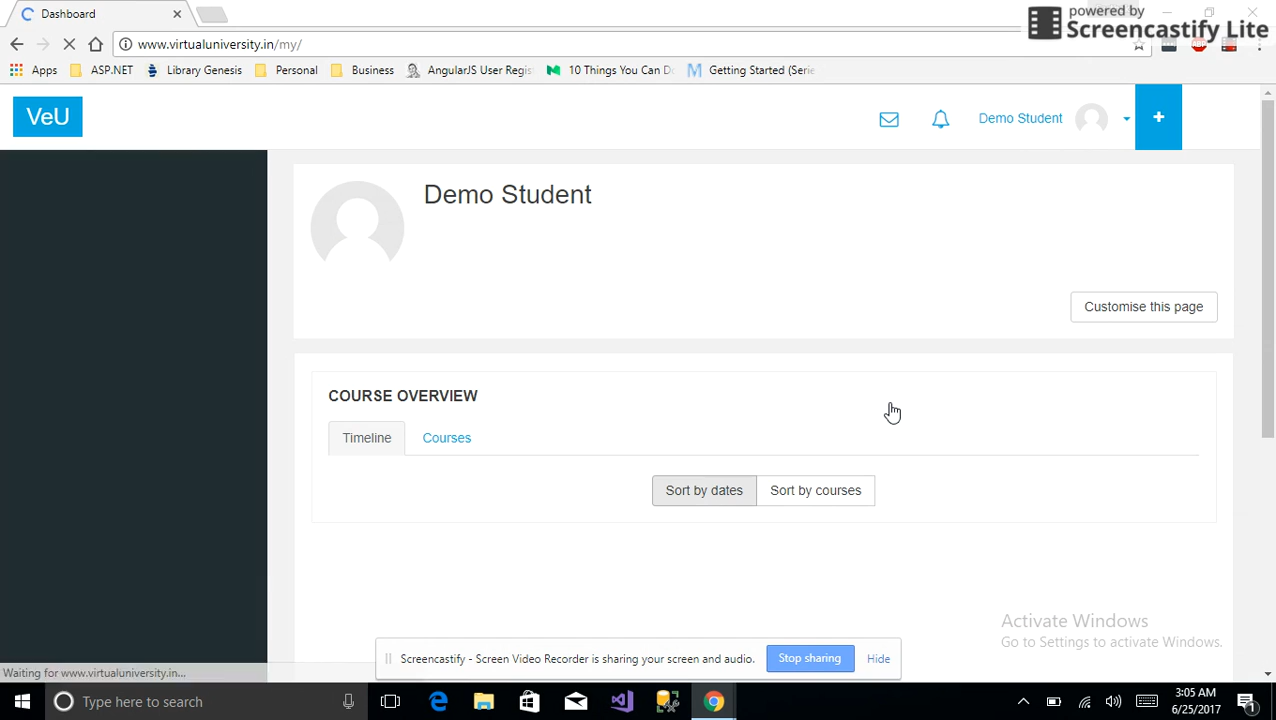 Dashboard
powered by
Screencastify Lite
www.virtualuniversity.in/my/
Apps ASP.NET Library Genesis Personal Business AngularJS User Regis 10 Things You Can Do Getting Started (Serie
VeU
Demo Student
Demo Student
Customise this page
COURSE OVERVIEW
Timeline Courses
Sort by dates Sort by courses
Activate Windows
Go to Settings to activate Windows.
Screencastify - Screen Video Recorder is sharing your screen and audio. Stop sharing Hide
Waiting for www.virtualuniversity.in...
Type here to search
3:05 AM
6/25/2017
1